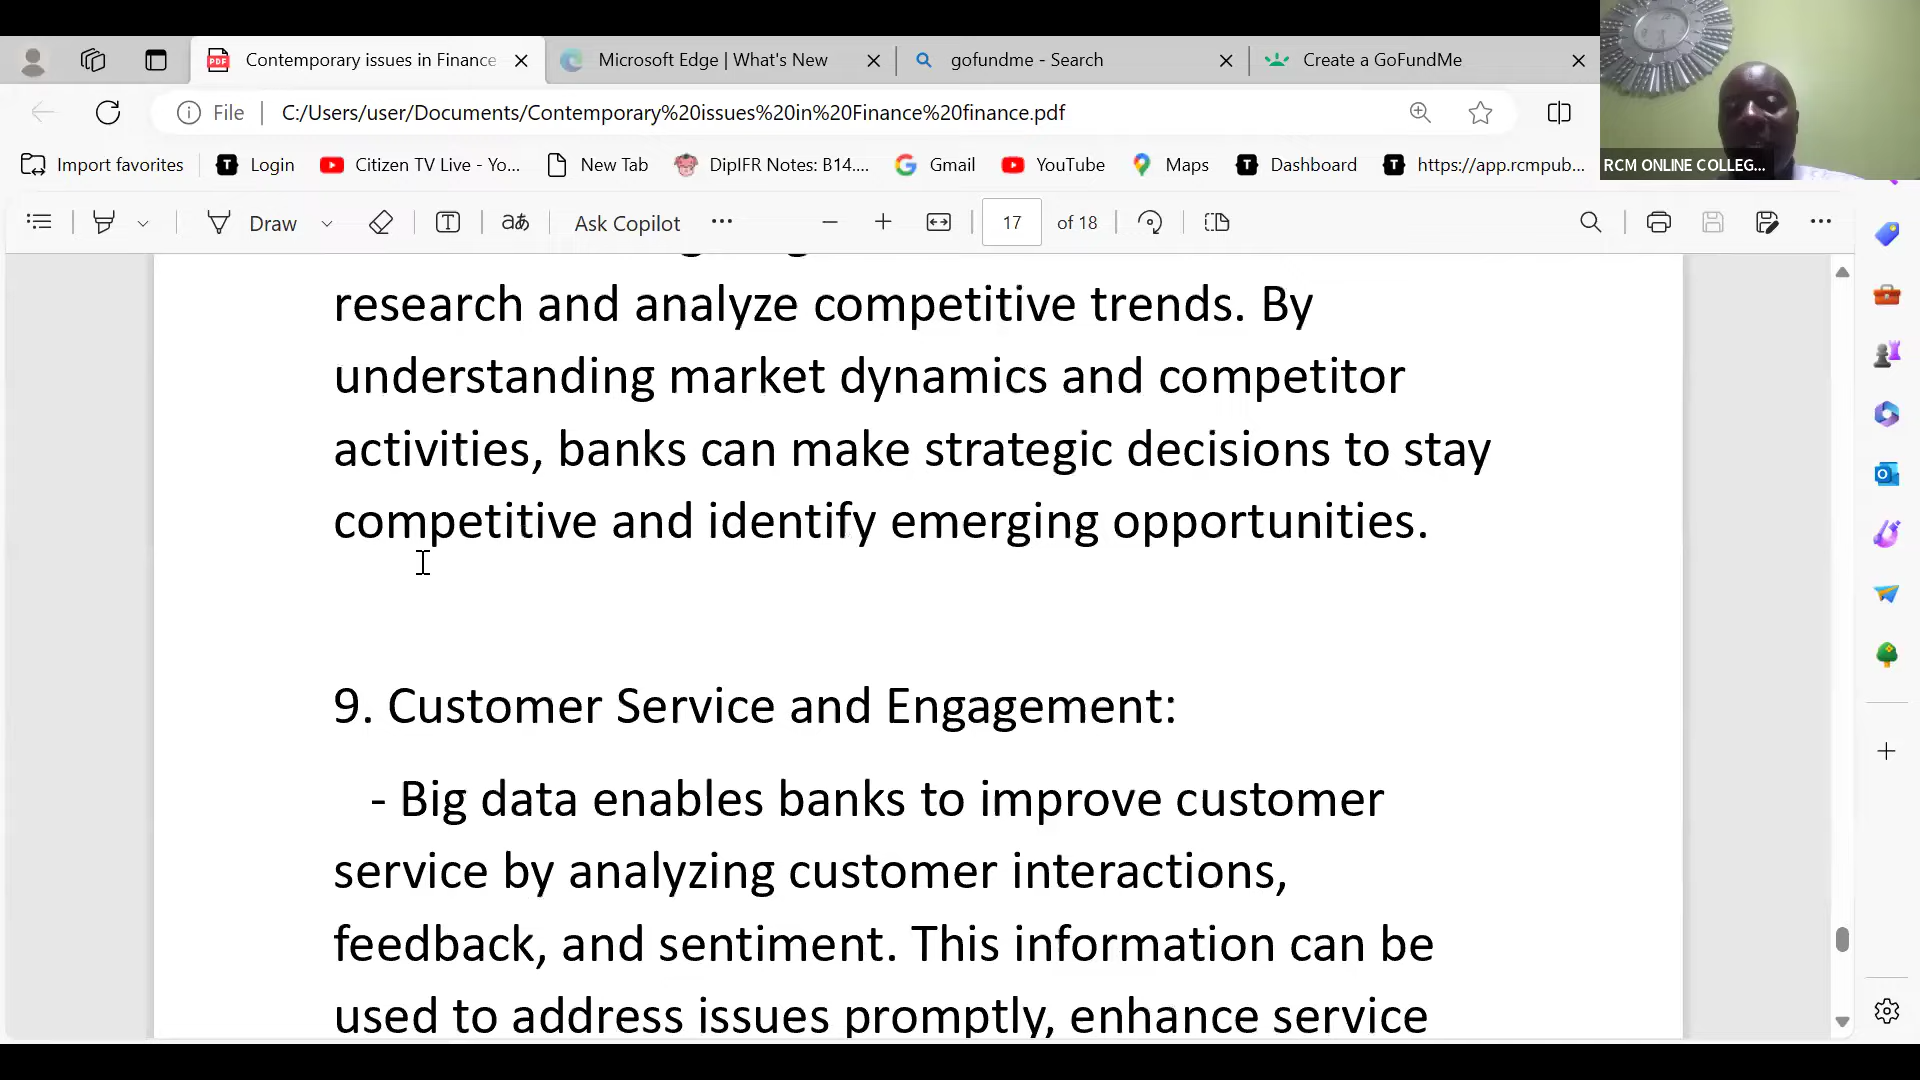 Contemporary issues in Finance
Microsoft Edge | What's New
gofundme - Search
Create a GoFundMe
File
C:/Users/user/Documents/Contemporary%20issues%20in%20Finance%20finance.pdf
Import favorites
Login
Citizen TV Live - Yo...
New Tab
DipIFR Notes: B14....
Gmail
YouTube
Maps
Dashboard
https://app.rcmpub...
RCM ONLINE COLLEG...
Draw
Ask Copilot
17 of 18
research and analyze competitive trends. By
understanding market dynamics and competitor
activities, banks can make strategic decisions to stay
competitive and identify emerging opportunities.
9. Customer Service and Engagement:
- Big data enables banks to improve customer
service by analyzing customer interactions,
feedback, and sentiment. This information can be
used to address issues promptly, enhance service